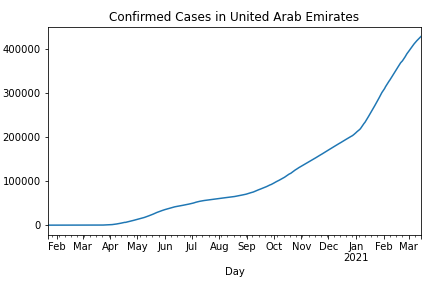 Confirmed Cases in United Arab Emirates
400000
300000
200000
100000
0
Feb Mar Apr May Jun Jul Aug Sep Oct Nov Dec Jan Feb Mar
2021
Day